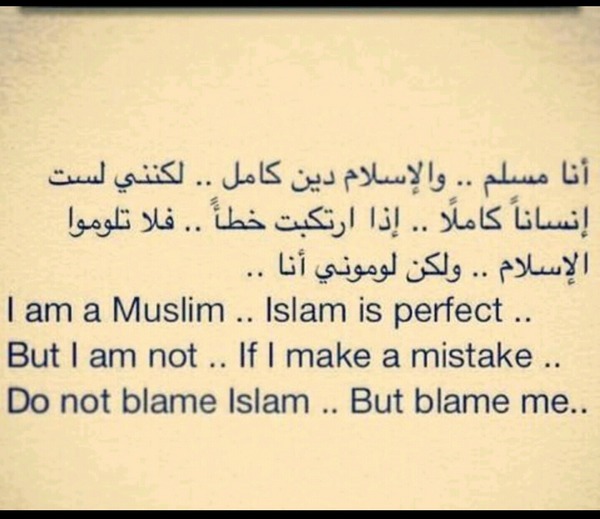 أنا مسلم .. والإسلام دين كامل .. لكنني لست
إنساناً كاملًا .. إذا ارتكبت خطأً .. فلا تلوموا
الإسلام .. ولكن لوموني أنا ..
I am a Muslim .. Islam is perfect ..
But I am not .. If I make a mistake ..
Do not blame Islam .. But blame me..